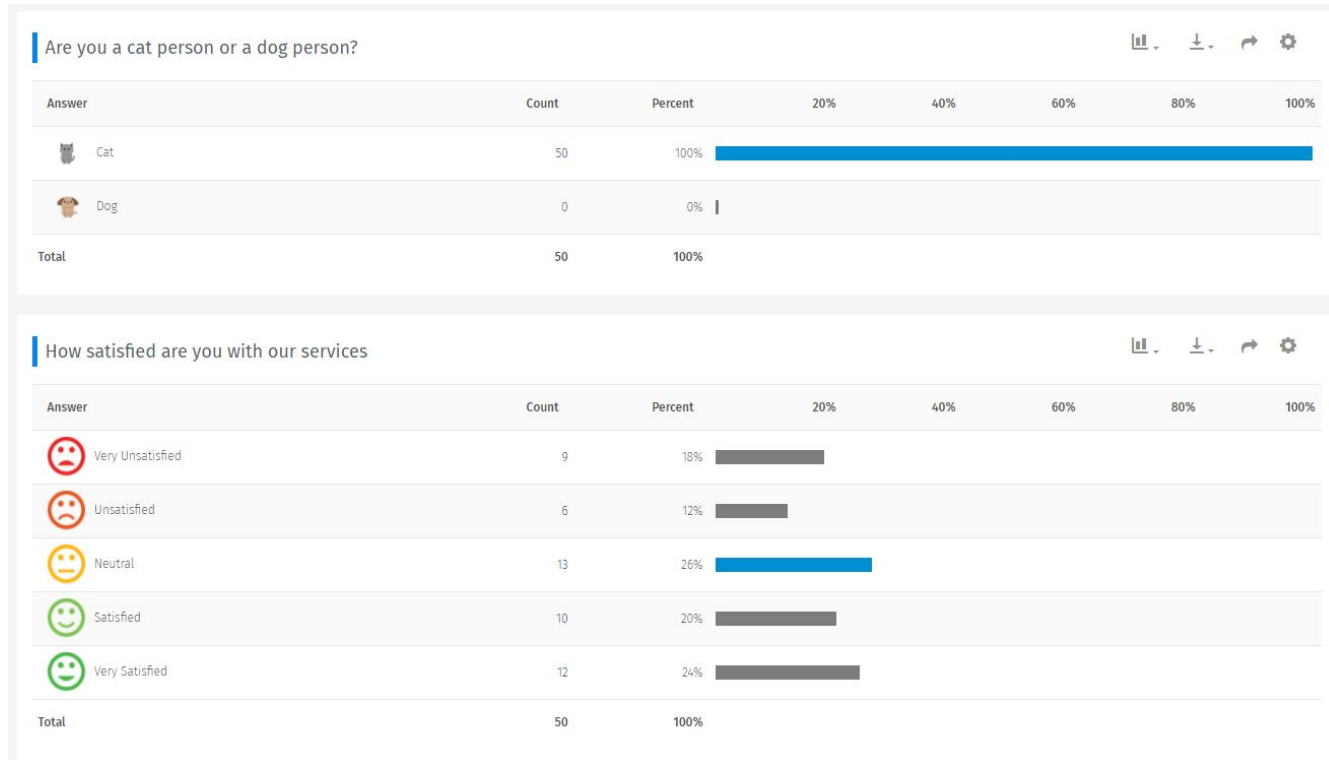 Are you a cat person or a dog person?
Answer Count Percent 20% 40% 60% 80% 100%
Cat 50 100%
Dog 0 0%
Total 50 100%
How satisfied are you with our services
Answer Count Percent 20% 40% 60% 80% 100%
Very Unsatisfied 9 18%
Unsatisfied 6 12%
Neutral 13 26%
Satisfied 10 20%
Very Satisfied 12 24%
Total 50 100%